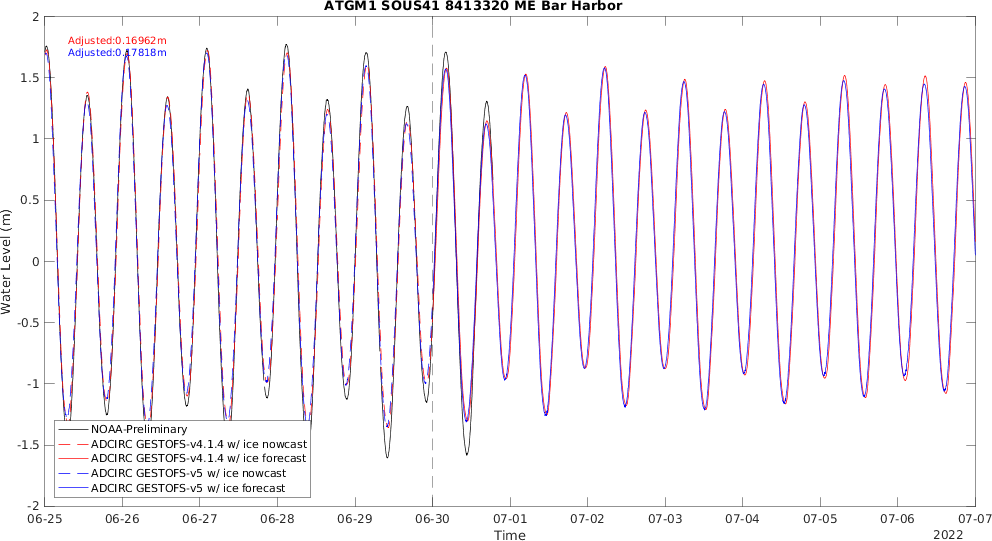 ATGM1 SOUS41 8413320 ME Bar Harbor
2
Adjusted:0.16962m
Adjusted:0.17818m
1.5
1
0.5
0
-0.5
-1
-1.5
-2
Water Level (m)
NOAA-Preliminary
ADCIRC GESTOFS-v4.1.4 w/ ice nowcast
ADCIRC GESTOFS-v4.1.4 w/ ice forecast
ADCIRC GESTOFS-v5 w/ ice nowcast
ADCIRC GESTOFS-v5 w/ ice forecast
06-25 06-26 06-27 06-28 06-29 06-30 07-01 07-02 07-03 07-04 07-05 07-06 07-07
Time
2022